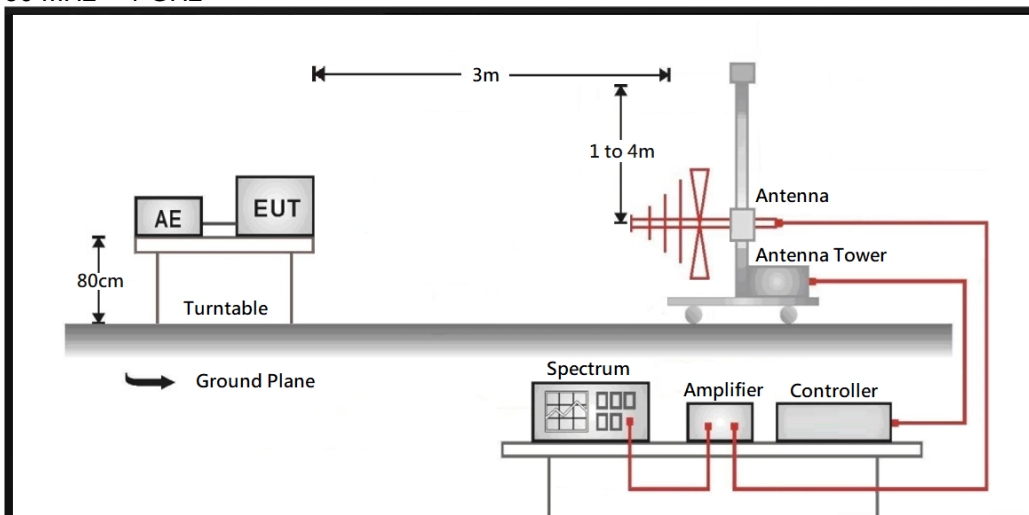 3m
1 to 4m
Antenna
AE
EUT
Antenna Tower
80cm
Turntable
Ground Plane
Spectrum
Amplifier
Controller